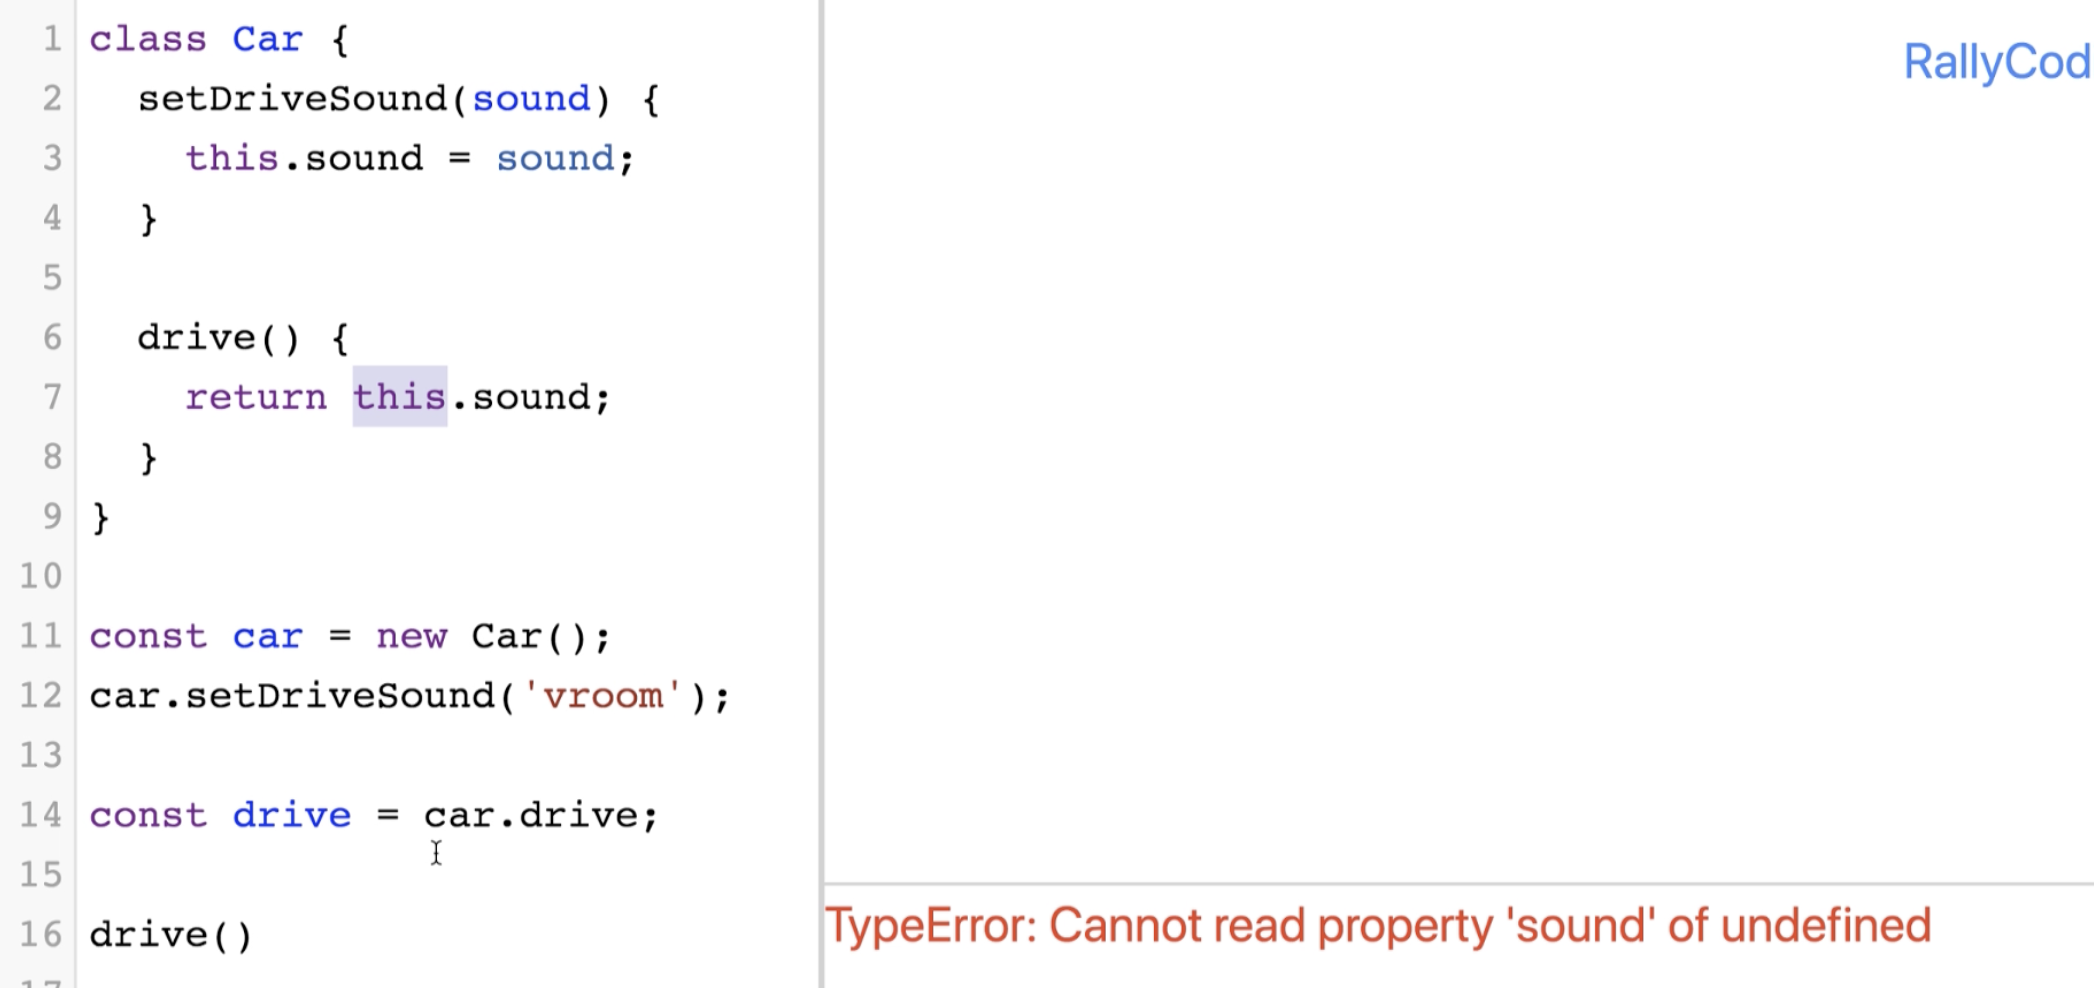 1 class Car {
2 setDriveSound(sound) {
3 this.sound = sound;
4 }
5
6 drive() {
7 return this.sound;
8 }
9 }
10
11 const car = new Car();
12 car.setDriveSound('vroom');
13
14 const drive = car.drive;
15
16 drive()
RallyCod
TypeError: Cannot read property 'sound' of undefined